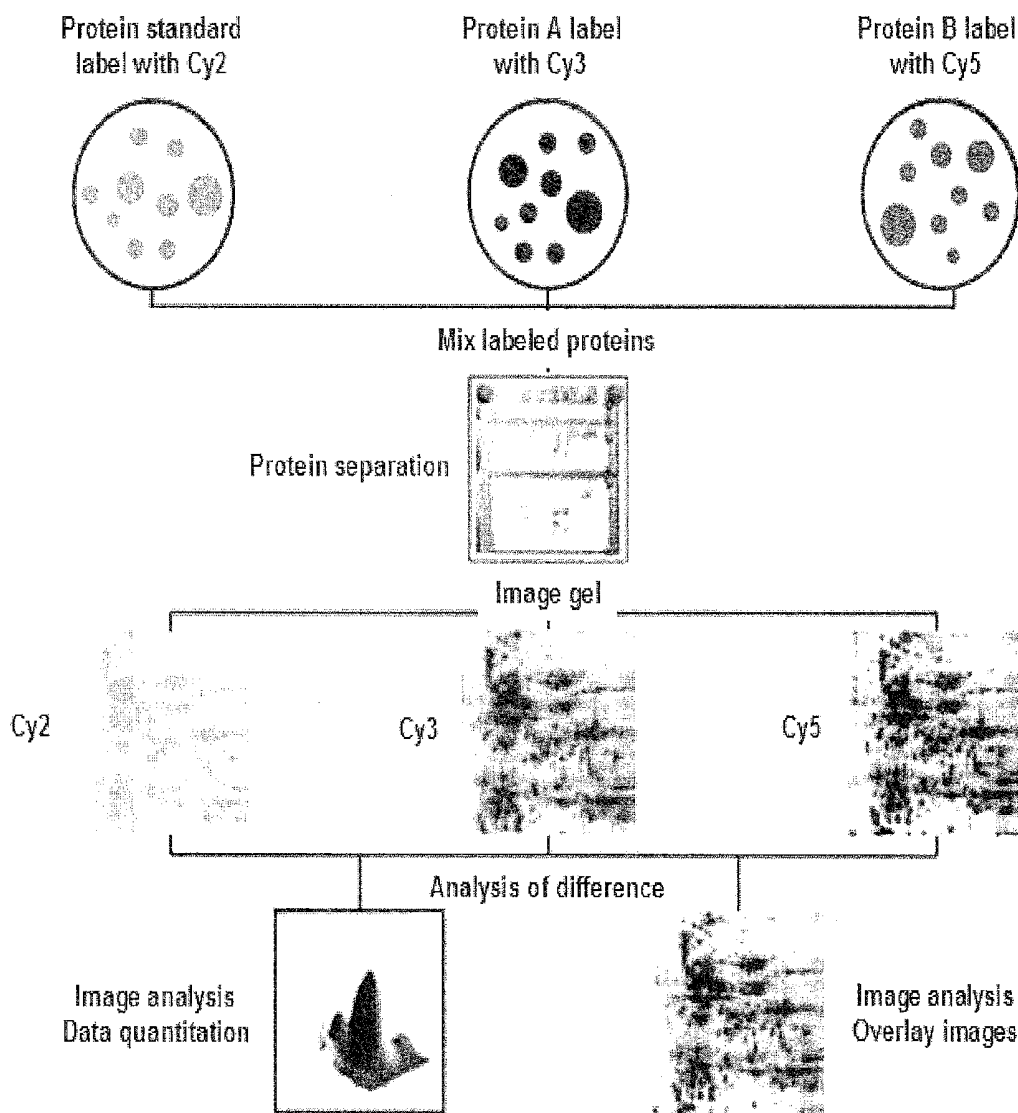 Protein standard
label with Cy2
Protein A label
with Cy3
Protein B label
with Cy5
Mix labeled proteins
Protein separation
Image gel
Cy2
Cy3
Cy5
Analysis of difference
Image analysis
Data quantitation
Image analysis
Overlay images